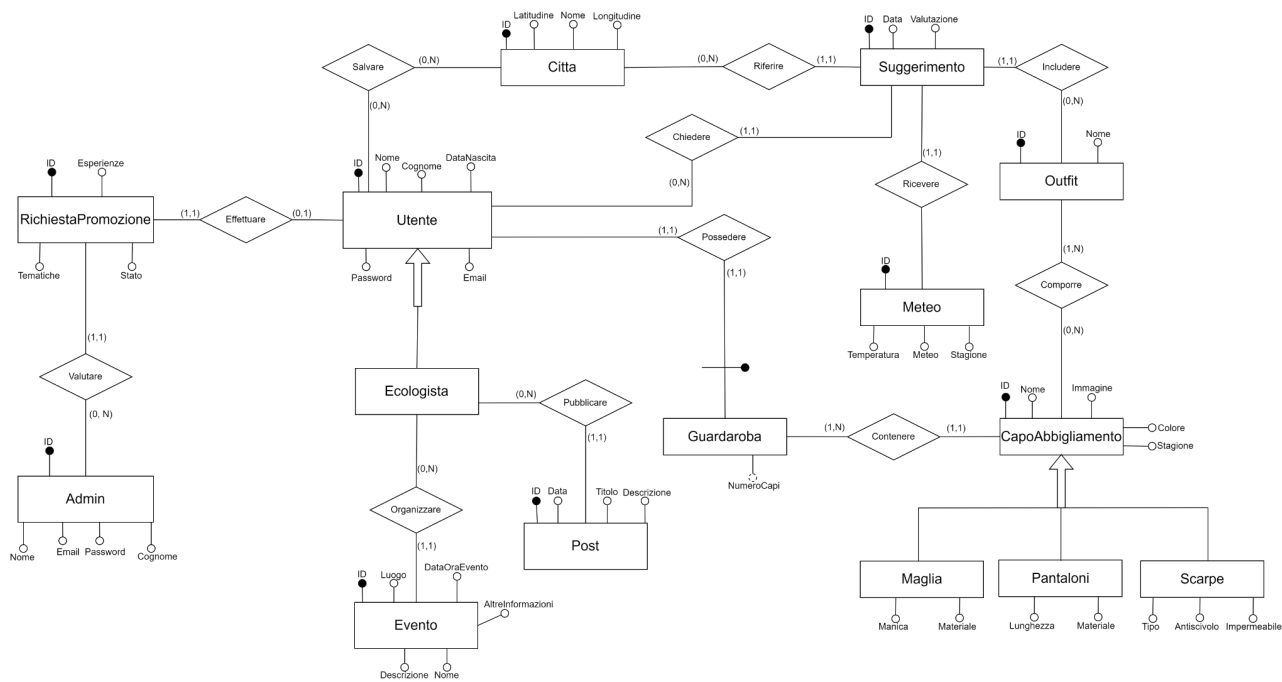 Latitudine Nome Longitudine
ID
Citta
ID Data Valutazione
Suggerimento
Salvare
(0,N)
(0,N)
(0,N)
Riferire
(1,1)
(1,1)
Includere
(0,N)
Chiedere
(1,1)
(0,N)
(1,1)
Ricevere
(1,1)
ID Nome
Outfit
ID Esperienze
RichiestaPromozione
Tematiche Stato
(1,1)
Effettuare
(0,1)
ID Nome Cognome DataNascita
Utente
Password Email
(1,1)
Possedere
(1,1)
(1,N)
Comporre
(0,N)
ID
Meteo
Temperatura Meteo Stagione
(1,1)
Valutare
(0, N)
Ecologista
(0,N)
Pubblicare
(1,1)
Guardaroba
NumeroCapi
(1,N)
Contenere
(1,1)
ID Nome Immagine
CapoAbbigliamento
Colore
Stagione
ID
Admin
Nome Email Password Cognome
(0,N)
Organizzare
(1,1)
ID Data Titolo Descrizione
Post
ID Luogo DataOraEvento
AltreInformazioni
Evento
Descrizione Nome
Maglia
Manica Materiale
Pantaloni
Lunghezza Materiale
Scarpe
Tipo Antiscivolo Impermeabile